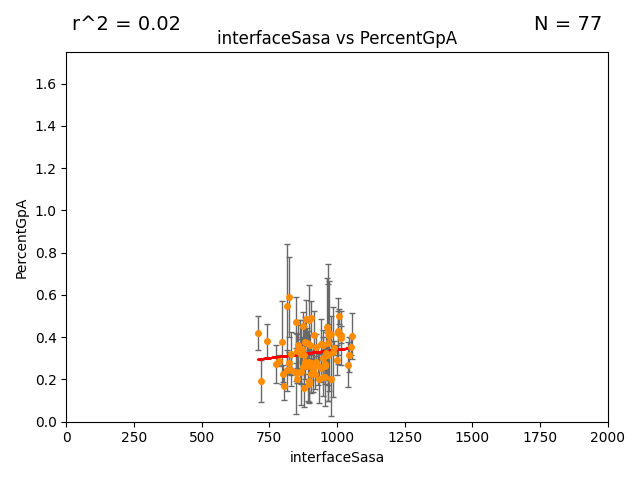 r^2 = 0.02
N = 77
interfaceSasa vs PercentGpA
PercentGpA
1.6
1.4
1.2
1.0
0.8
0.6
0.4
0.2
0.0
0 250 500 750 1000 1250 1500 1750 2000
interfaceSasa